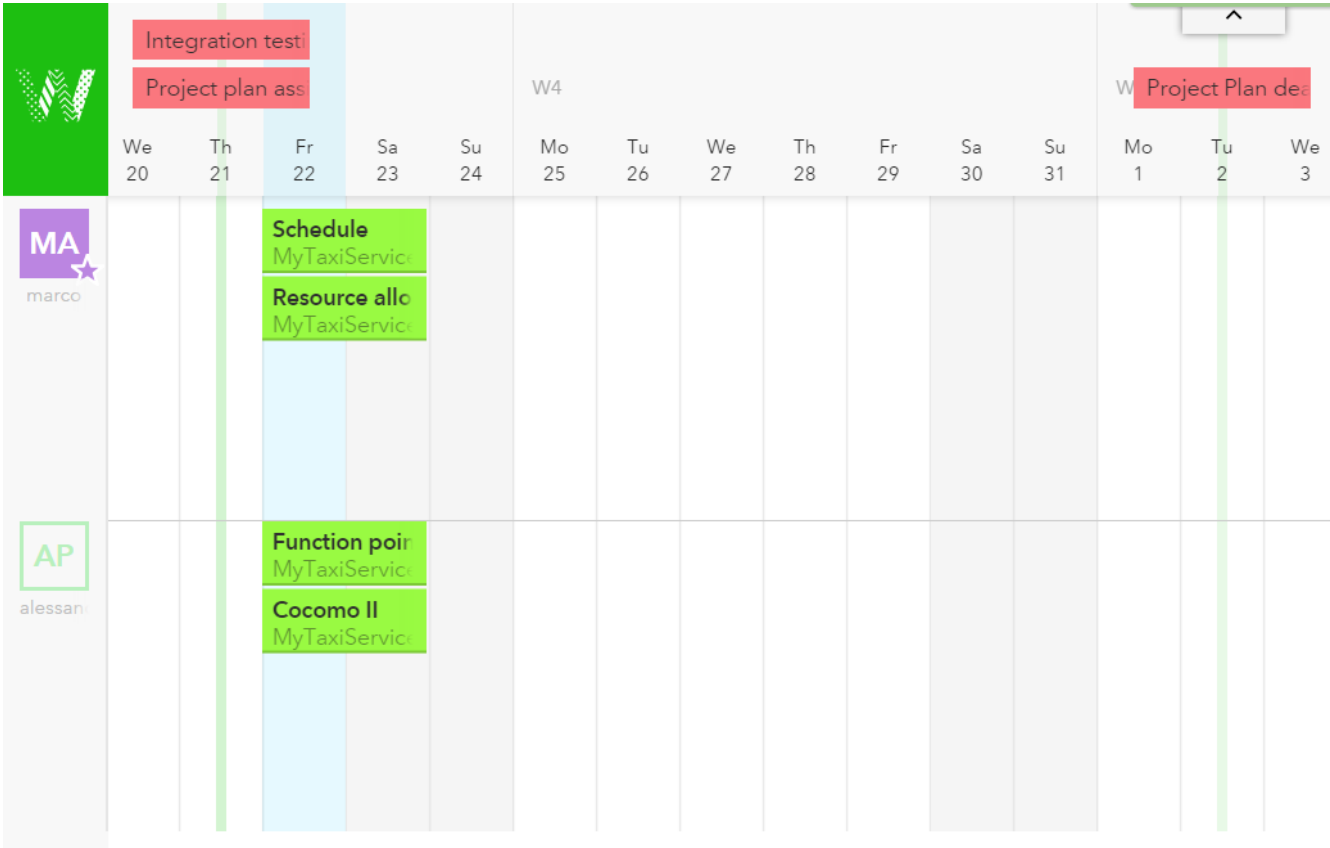 Integration testi
Project plan ass
W4
W
Project Plan dea
We Th Fr Sa Su Mo Tu We Th Fr Sa Su Mo Tu We
20 21 22 23 24 25 26 27 28 29 30 31 1 2 3
MA
marco
Schedule
MyTaxiService
Resource allo
MyTaxiService
AP
alessan
Function poin
MyTaxiService
Cocomo II
MyTaxiService